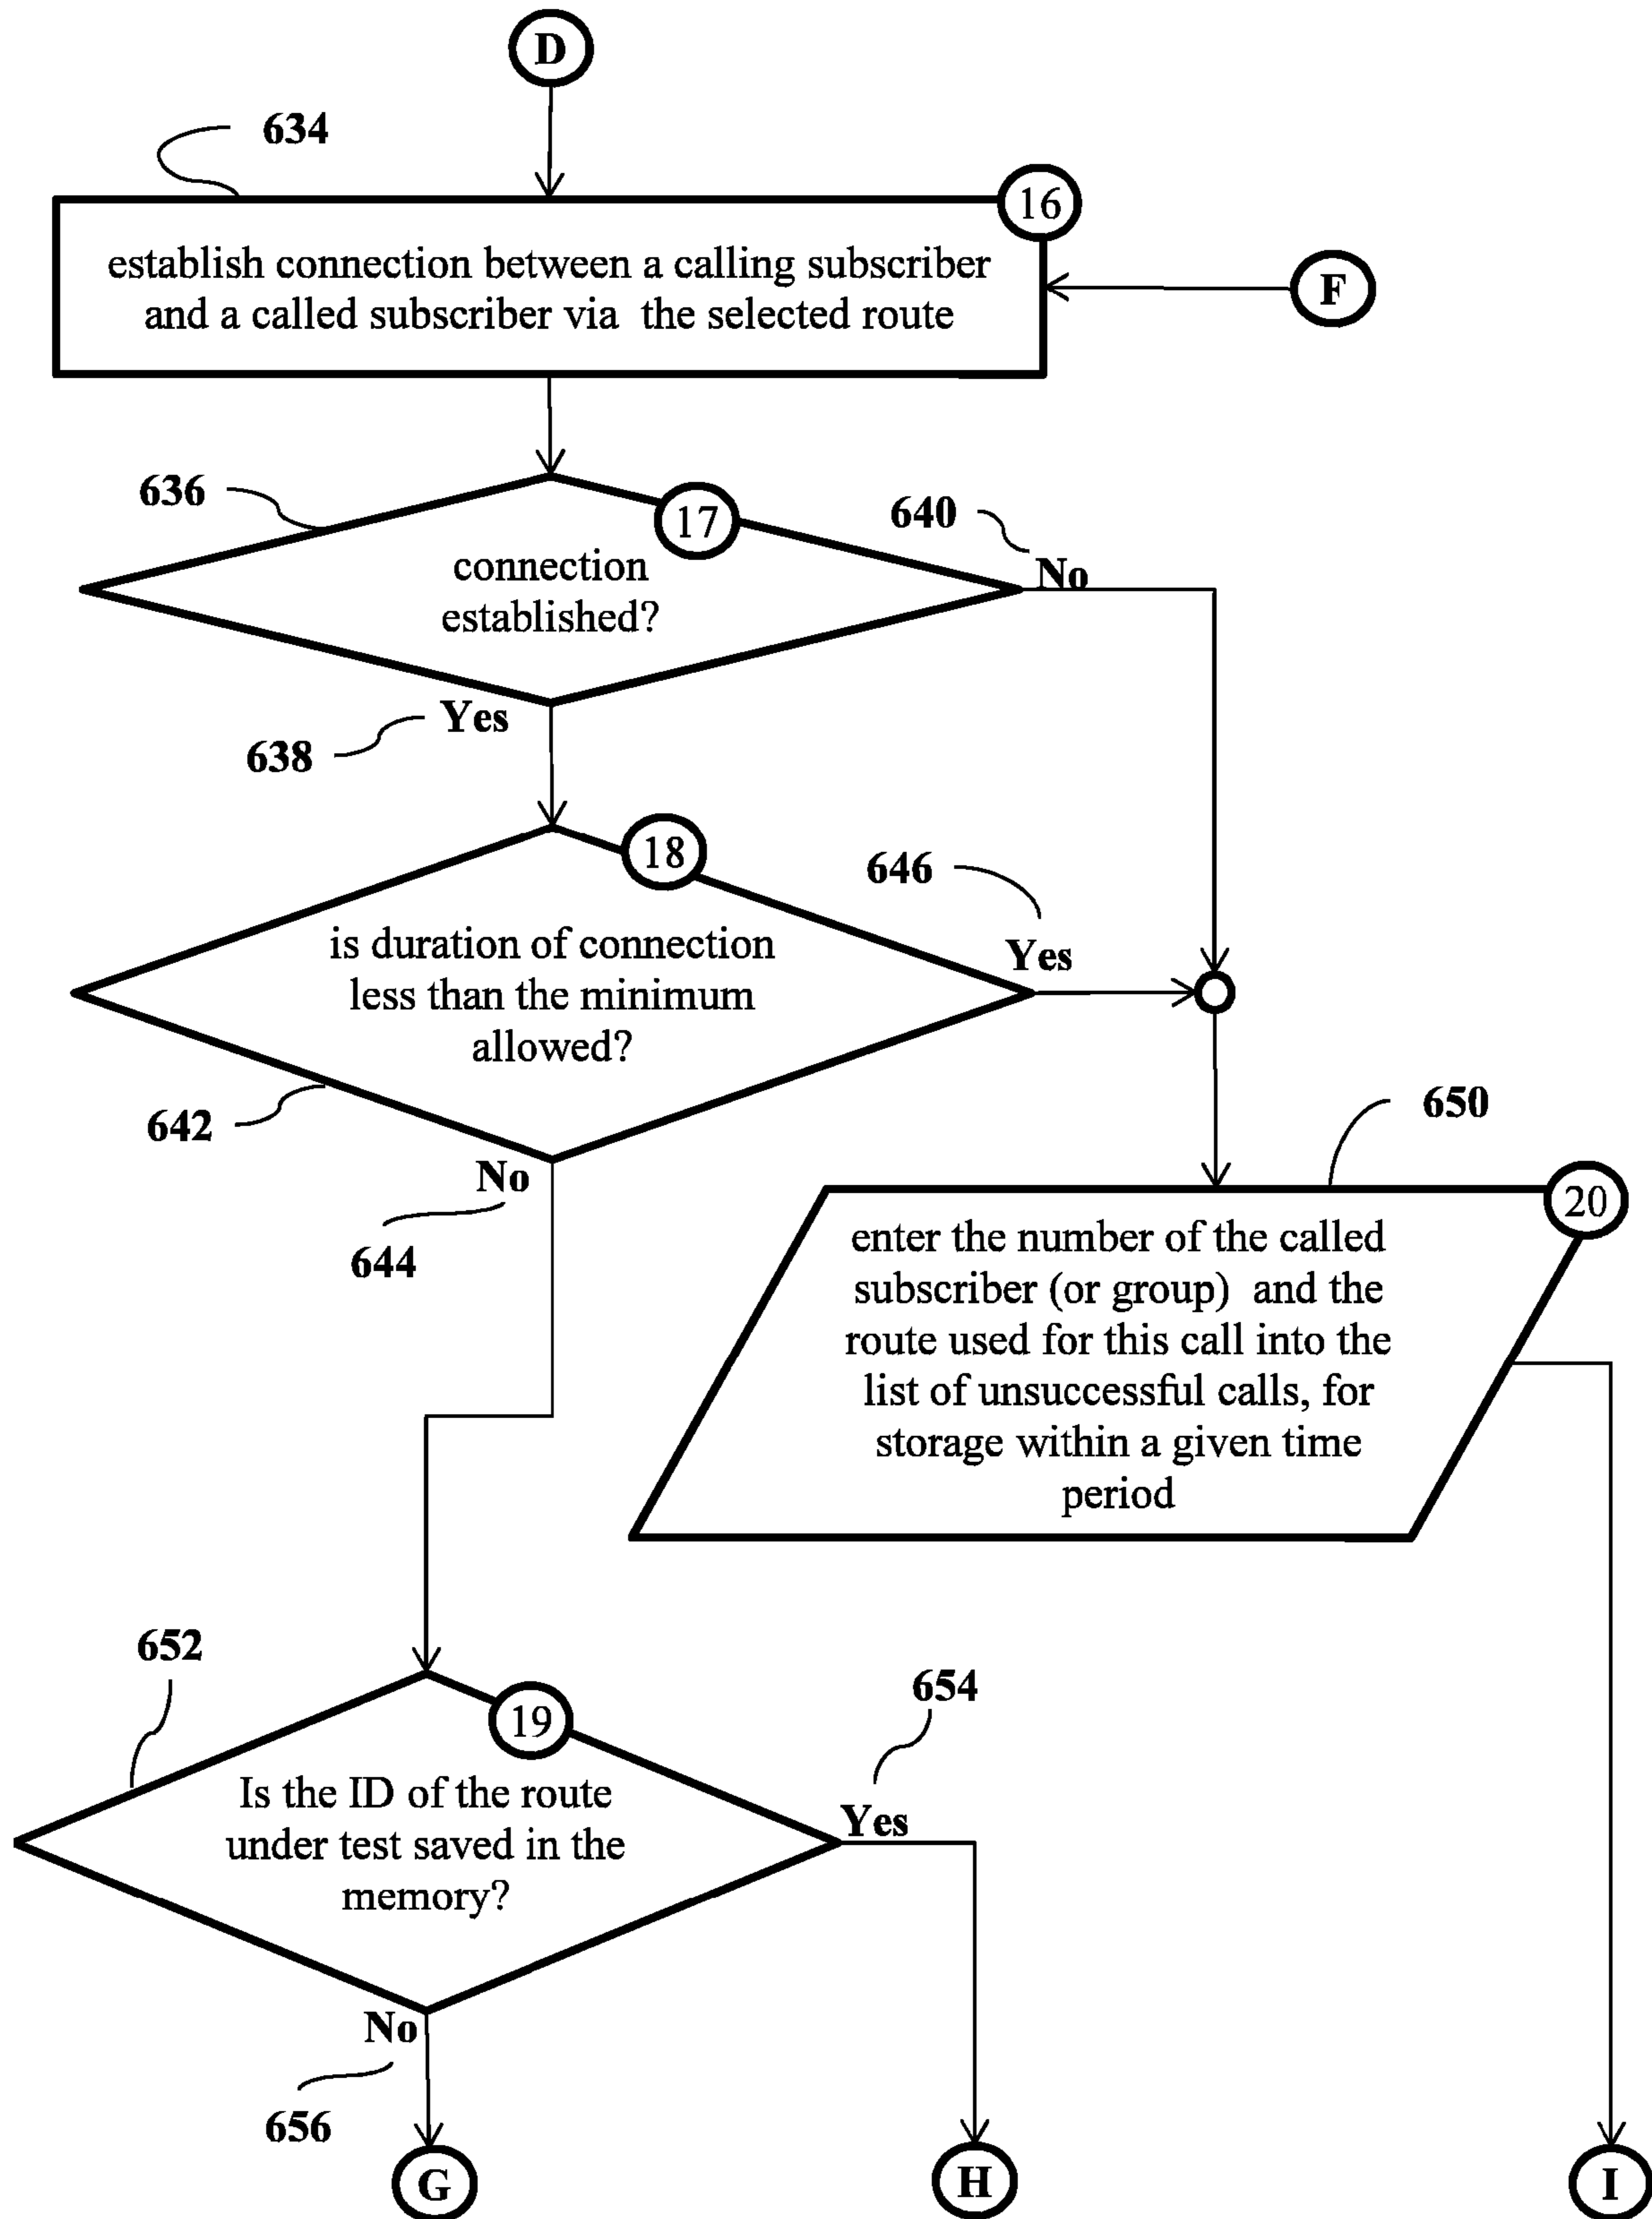 D
634
16
establish connection between a calling subscriber
and a called subscriber via the selected route
F
636
17
640
No
connection
established?
Yes
638
18
646
is duration of connection
less than the minimum
allowed?
Yes
642
No
644
650
20
enter the number of the called
subscriber (or group) and the
route used for this call into the
list of unsuccessful calls, for
storage within a given time
period
652
19
654
Is the ID of the route
under test saved in the
memory?
Yes
No
656
G
H
I